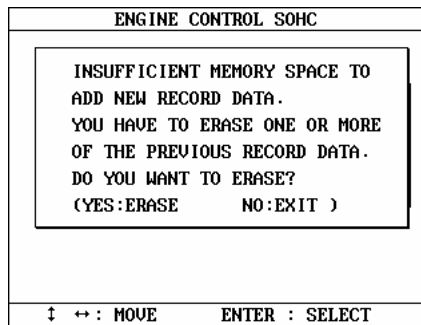 ENGINE CONTROL SOHC
INSUFFICIENT MEMORY SPACE TO
ADD NEW RECORD DATA.
YOU HAVE TO ERASE ONE OR MORE
OF THE PREVIOUS RECORD DATA.
DO YOU WANT TO ERASE?
(YES:ERASE NO:EXIT )
↕ ↔: MOVE ENTER : SELECT